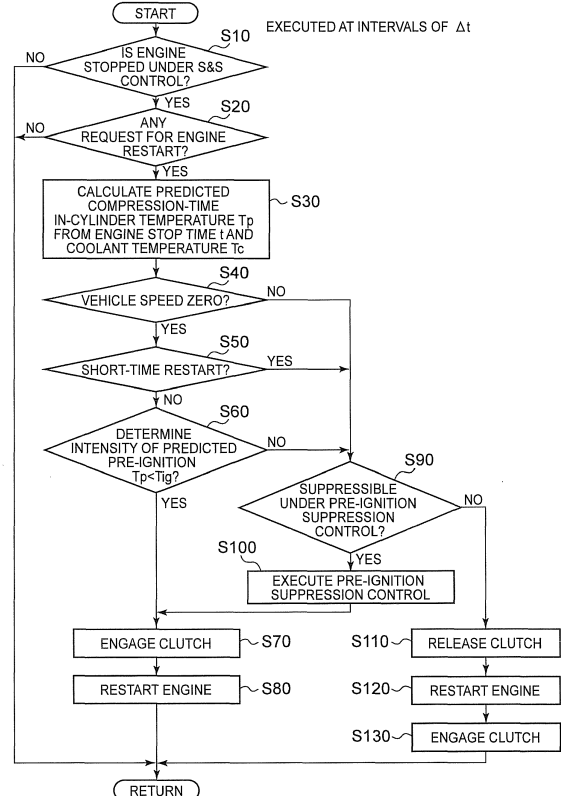 START
EXECUTED AT INTERVALS OF Δt
S10
IS ENGINE
STOPPED UNDER S&S
CONTROL?
NO
YES
S20
ANY
REQUEST FOR ENGINE
RESTART?
NO
YES
S30
CALCULATE PREDICTED
COMPRESSION-TIME
IN-CYLINDER TEMPERATURE Tp
FROM ENGINE STOP TIME t AND
COOLANT TEMPERATURE Tc
S40
VEHICLE SPEED ZERO?
NO
YES
S50
SHORT-TIME RESTART?
YES
NO
S60
DETERMINE
INTENSITY OF PREDICTED
PRE-IGNITION
Tp<Tig?
NO
YES
S90
SUPPRESSIBLE
UNDER PRE-IGNITION
SUPPRESSION
CONTROL?
NO
YES
S100
EXECUTE PRE-IGNITION
SUPPRESSION CONTROL
ENGAGE CLUTCH
S70
S110
RELEASE CLUTCH
RESTART ENGINE
S80
S120
RESTART ENGINE
S130
ENGAGE CLUTCH
RETURN